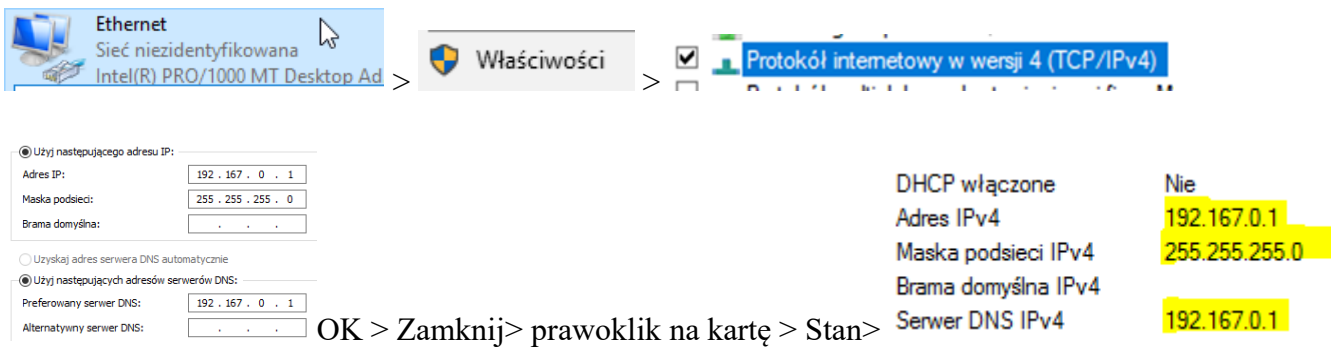 Ethernet
Sieć niezidentyfikowana
Intel(R) PRO/1000 MT Desktop Ad
>
Właściwości
>
Protokół internetowy w wersji 4 (TCP/IPv4)
Użyj następującego adresu IP:
Adres IP: 192 . 167 . 0 . 1
Maska podsieci: 255 . 255 . 255 . 0
Brama domyślna: . . .
Uzyskaj adres serwera DNS automatycznie
Użyj następujących adresów serwerów DNS:
Preferowany serwer DNS: 192 . 167 . 0 . 1
Alternatywny serwer DNS: . . .
OK > Zamknij> prawoklik na kartę > Stan>
DHCP włączone Nie
Adres IPv4 192.167.0.1
Maska podsieci IPv4 255.255.255.0
Brama domyślna IPv4
Serwer DNS IPv4 192.167.0.1